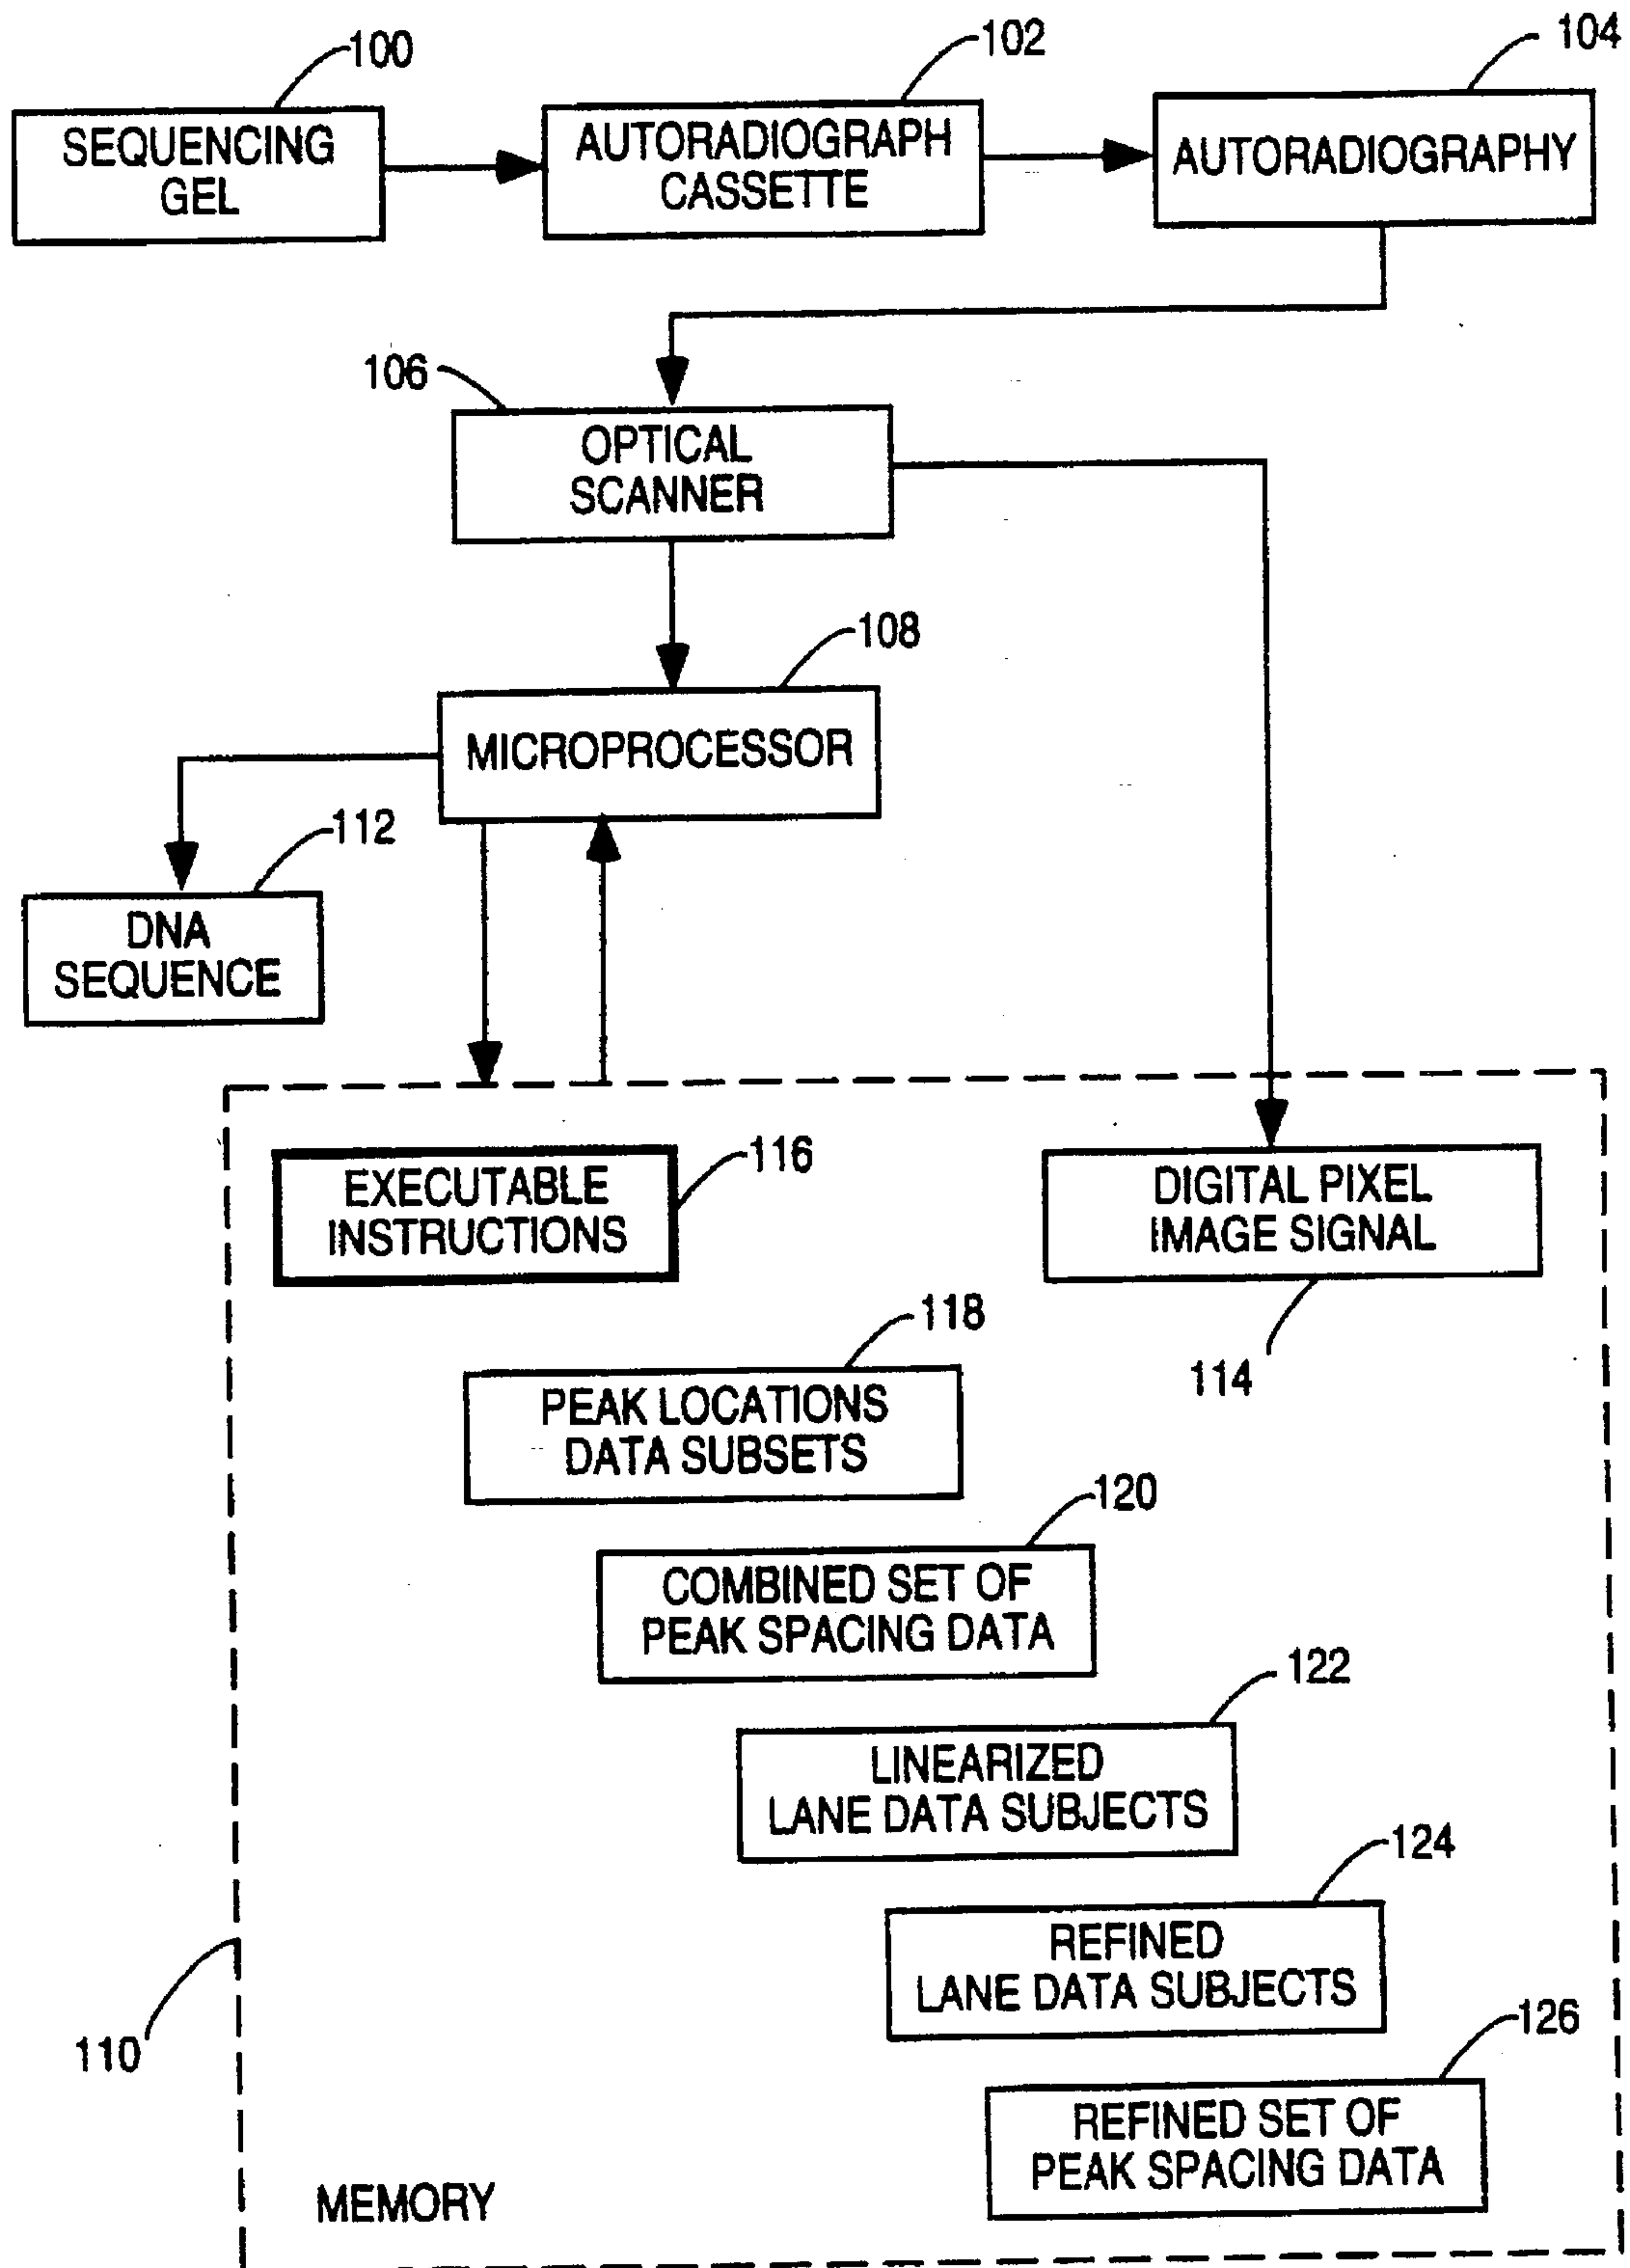 100
102
104
SEQUENCING
GEL
AUTORADIOGRAPH
CASSETTE
AUTORADIOGRAPHY
106
OPTICAL
SCANNER
108
MICROPROCESSOR
112
DNA
SEQUENCE
EXECUTABLE
INSTRUCTIONS
116
DIGITAL PIXEL
IMAGE SIGNAL
114
118
PEAK LOCATIONS
DATA SUBSETS
120
COMBINED SET OF
PEAK SPACING DATA
122
LINEARIZED
LANE DATA SUBJECTS
124
REFINED
LANE DATA SUBJECTS
110
126
REFINED SET OF
PEAK SPACING DATA
MEMORY